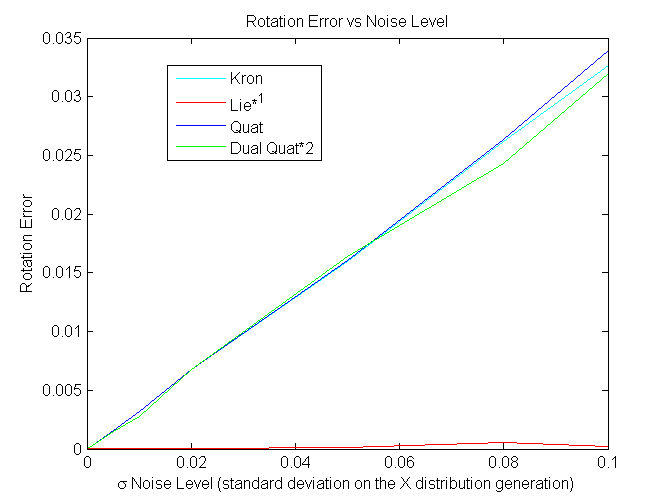 Rotation Error vs Noise Level
0.035
0.03
0.025
0.02
0.015
0.01
0.005
0
Rotation Error
Kron
Lie*1
Quat
Dual Quat*2
0 0.02 0.04 0.06 0.08 0.1
σ Noise Level (standard deviation on the X distribution generation)